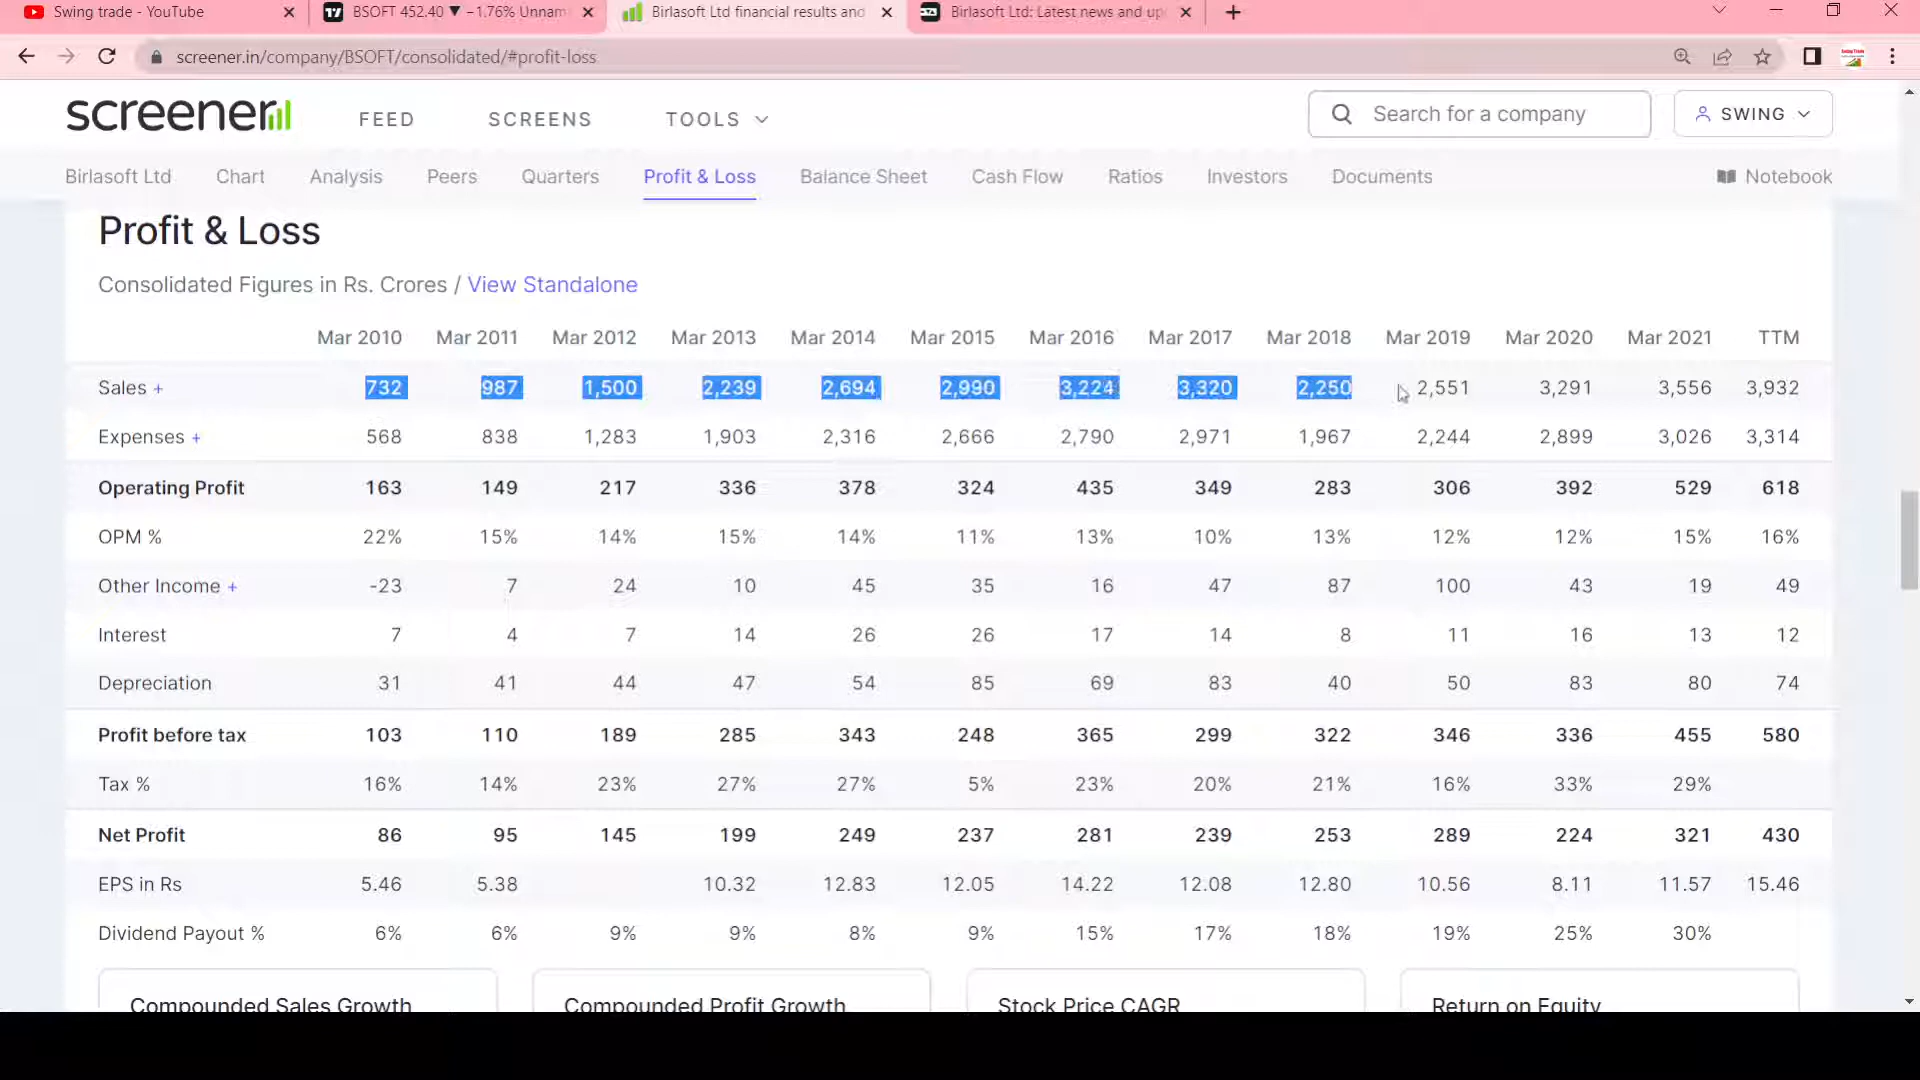 Swing trade - YouTube
BSOFT 452.40 ▼ −1.76% Unnam
Birlasoft Ltd financial results and
Birlasoft Ltd: Latest news and up
screener.in/company/BSOFT/consolidated/#profit-loss
screener
FEED
SCREENS
TOOLS
Search for a company
SWING
Birlasoft Ltd Chart Analysis Peers Quarters Profit & Loss Balance Sheet Cash Flow Ratios Investors Documents Notebook
Profit & Loss
Consolidated Figures in Rs. Crores / View Standalone
Mar 2010 Mar 2011 Mar 2012 Mar 2013 Mar 2014 Mar 2015 Mar 2016 Mar 2017 Mar 2018 Mar 2019 Mar 2020 Mar 2021 TTM
Sales + 732 987 1,500 2,239 2,694 2,990 3,224 3,320 2,250 2,551 3,291 3,556 3,932
Expenses + 568 838 1,283 1,903 2,316 2,666 2,790 2,971 1,967 2,244 2,899 3,026 3,314
Operating Profit 163 149 217 336 378 324 435 349 283 306 392 529 618
OPM % 22% 15% 14% 15% 14% 11% 13% 10% 13% 12% 12% 15% 16%
Other Income + -23 7 24 10 45 35 16 47 87 100 43 19 49
Interest 7 4 7 14 26 26 17 14 8 11 16 13 12
Depreciation 31 41 44 47 54 85 69 83 40 50 83 80 74
Profit before tax 103 110 189 285 343 248 365 299 322 346 336 455 580
Tax % 16% 14% 23% 27% 27% 5% 23% 20% 21% 16% 33% 29%
Net Profit 86 95 145 199 249 237 281 239 253 289 224 321 430
EPS in Rs 5.46 5.38 10.32 12.83 12.05 14.22 12.08 12.80 10.56 8.11 11.57 15.46
Dividend Payout % 6% 6% 9% 9% 8% 9% 15% 17% 18% 19% 25% 30%
Compounded Sales Growth
Compounded Profit Growth
Stock Price CAGR
Return on Equity